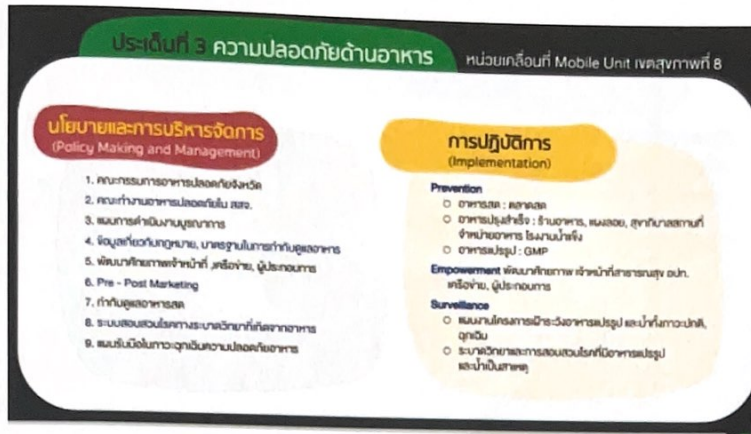 ประเด็นที่ 3 ความปลอดภัยด้านอาหาร
หน่วยเคลื่อนที่ Mobile Unit เขตสุขภาพที่ 8
นโยบายและการบริหารจัดการ
(Policy Making and Management)
1. คณะกรรมการอาหารปลอดภัยจังหวัด
2. คณะทำงานอาหารปลอดภัยใน สสจ.
3. แผนการดำเนินงานบูรณาการ
4. ข้อมูลเกี่ยวกับกฎหมาย, มาตรฐานในการกำกับดูแลอาหาร
5. พัฒนาศักยภาพเจ้าหน้าที่ ,เครือข่าย, ผู้ประกอบการ
6. Pre - Post Marketing
7. กำกับดูแลอาหารสด
8. ระบบสอบสวนโรคทางระบาดวิทยาที่เกิดจากอาหาร
9. แผนรับมือในภาวะฉุกเฉินความปลอดภัยอาหาร
การปฏิบัติการ
(Implementation)
Prevention
อาหารสด : ตลาดสด
อาหารปรุงสำเร็จ : ร้านอาหาร, แผงลอย, สุขาภิบาลสถานที่
จำหน่ายอาหาร โรงงานน้ำแข็ง
อาหารแปรรูป : GMP
Empowerment พัฒนาศักยภาพ เจ้าหน้าที่สาธารณสุข อปท.
เครือข่าย, ผู้ประกอบการ
Surveillance
แผนงานโครงการเฝ้าระวังอาหารแปรรูป และน้ำทั้งภาวะปกติ,
ฉุกเฉิน
ระบาดวิทยาและการสอบสวนโรคที่มีอาหารแปรรูป
และน้ำเป็นสาเหตุ